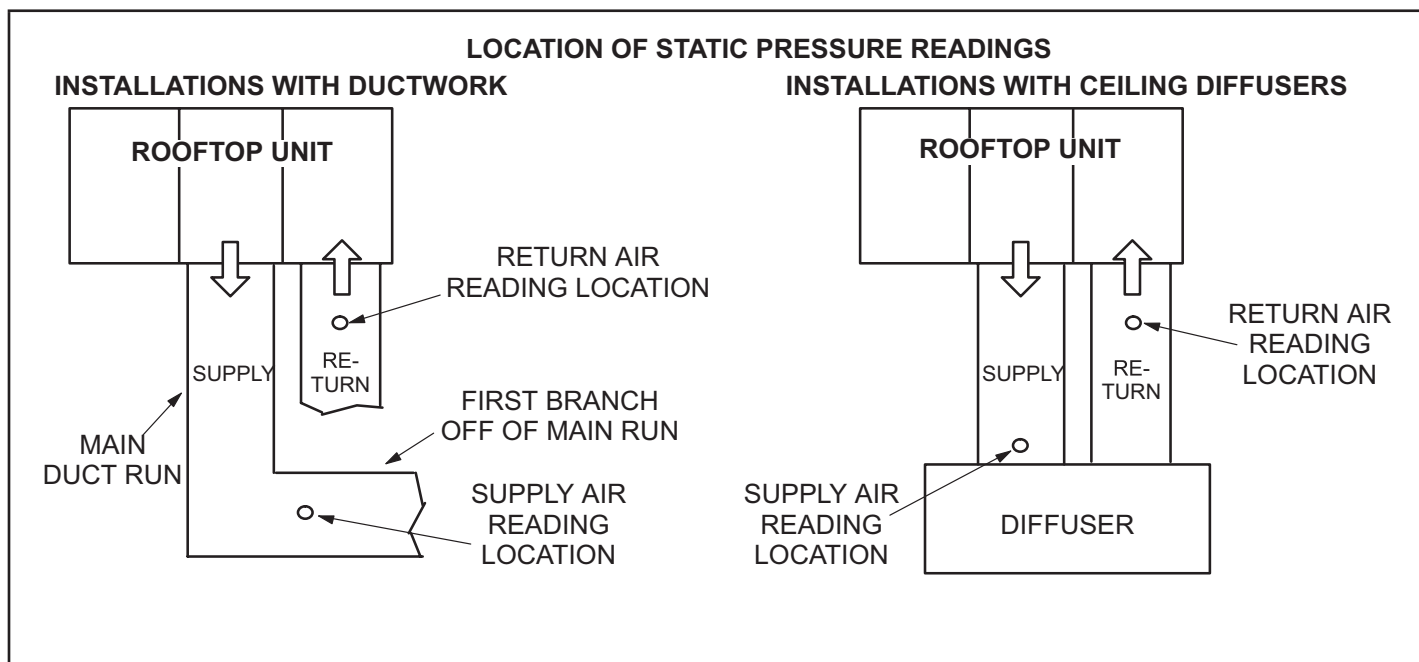 LOCATION OF STATIC PRESSURE READINGS
INSTALLATIONS WITH DUCTWORK
ROOFTOP UNIT
RETURN AIR
READING LOCATION
SUPPLY
RE-
TURN
FIRST BRANCH
OFF OF MAIN RUN
MAIN
DUCT RUN
SUPPLY AIR
READING
LOCATION
INSTALLATIONS WITH CEILING DIFFUSERS
ROOFTOP UNIT
RETURN AIR
READING
LOCATION
SUPPLY
RE-
TURN
SUPPLY AIR
READING
LOCATION
DIFFUSER